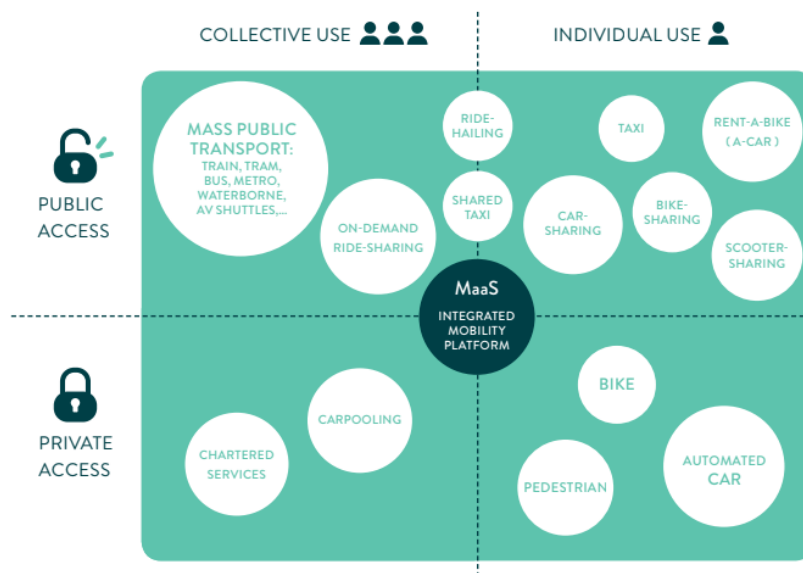 COLLECTIVE USE
INDIVIDUAL USE
PUBLIC
ACCESS
MASS PUBLIC
TRANSPORT:
TRAIN, TRAM,
BUS, METRO,
WATERBORNE,
AV SHUTTLES,...
ON-DEMAND
RIDE-SHARING
RIDE-
HAILING
SHARED
TAXI
TAXI
RENT-A-BIKE
( A-CAR )
CAR-
SHARING
BIKE-
SHARING
SCOOTER-
SHARING
MaaS
INTEGRATED
MOBILITY
PLATFORM
PRIVATE
ACCESS
CHARTERED
SERVICES
CARPOOLING
BIKE
PEDESTRIAN
AUTOMATED
CAR